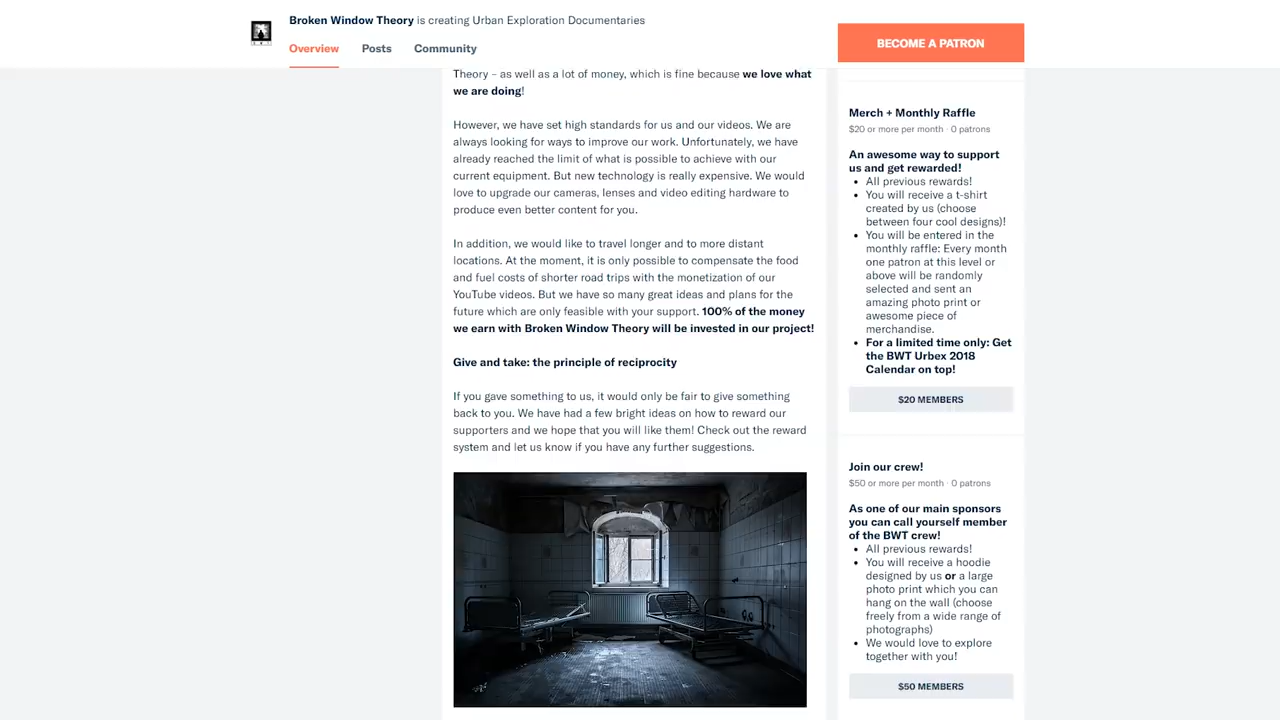 Broken Window Theory is creating Urban Exploration Documentaries
Overview Posts Community
BECOME A PATRON
Theory – as well as a lot of money, which is fine because we love what
we are doing!
However, we have set high standards for us and our videos. We are
always looking for ways to improve our work. Unfortunately, we have
already reached the limit of what is possible to achieve with our
current equipment. But new technology is really expensive. We would
love to upgrade our cameras, lenses and video editing hardware to
produce even better content for you.
In addition, we would like to travel longer and to more distant
locations. At the moment, it is only possible to compensate the food
and fuel costs of shorter road trips with the monetization of our
YouTube videos. But we have so many great ideas and plans for the
future which are only feasible with your support. 100% of the money
we earn with Broken Window Theory will be invested in our project!
Give and take: the principle of reciprocity
If you gave something to us, it would only be fair to give something
back to you. We have had a few bright ideas on how to reward our
supporters and we hope that you will like them! Check out the reward
system and let us know if you have any further suggestions.
Merch + Monthly Raffle
$20 or more per month · 0 patrons
An awesome way to support
us and get rewarded!
• All previous rewards!
• You will receive a t-shirt
created by us (choose
between four cool designs)!
• You will be entered in the
monthly raffle: Every month
one patron at this level or
above will be randomly
selected and sent an
amazing photo print or
awesome piece of
merchandise.
• For a limited time only: Get
the BWT Urbex 2018
Calendar on top!
$20 MEMBERS
Join our crew!
$50 or more per month · 0 patrons
As one of our main sponsors
you can call yourself member
of the BWT crew!
• All previous rewards!
• You will receive a hoodie
designed by us or a large
photo print which you can
hang on the wall (choose
freely from a wide range of
photographs)
• We would love to explore
together with you!
$50 MEMBERS